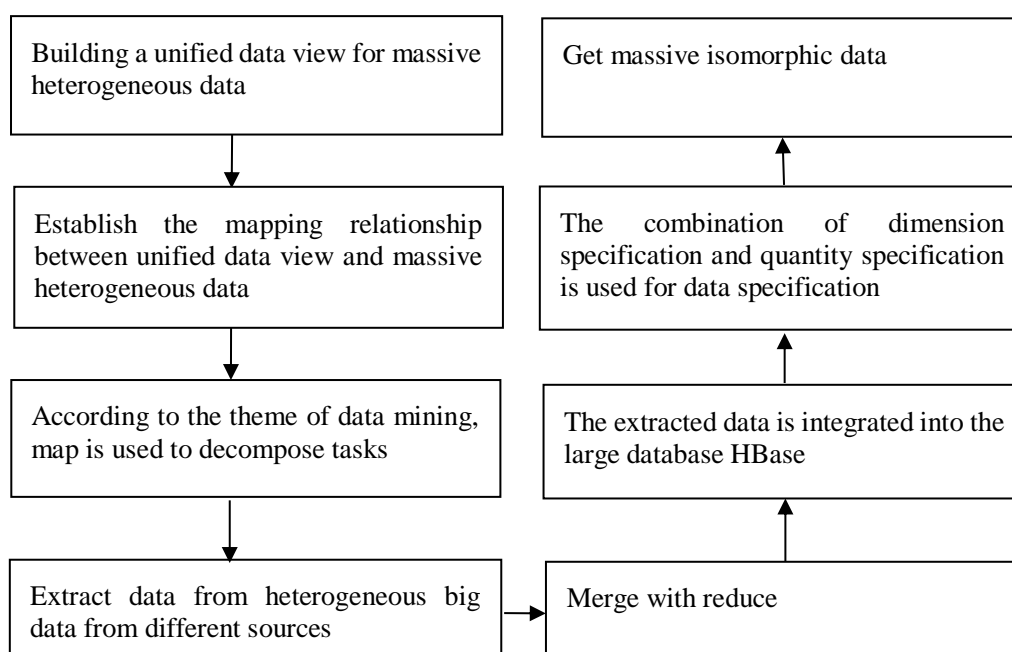 Building a unified data view for massive
heterogeneous data
Establish the mapping relationship
between unified data view and massive
heterogeneous data
According to the theme of data mining,
map is used to decompose tasks
Extract data from heterogeneous big
data from different sources
Merge with reduce
The extracted data is integrated into the
large database HBase
The combination of dimension
specification and quantity specification
is used for data specification
Get massive isomorphic data